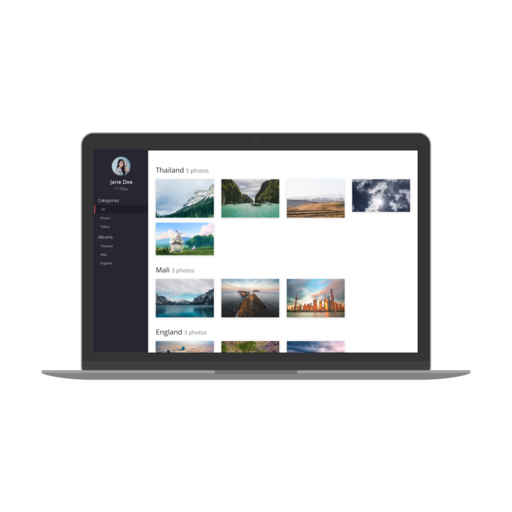 Jane Doe
11 files
Categories
All
Photos
Videos
Albums
Thailand
Mali
England
Thailand 5 photos
Mali 3 photos
England 3 photos